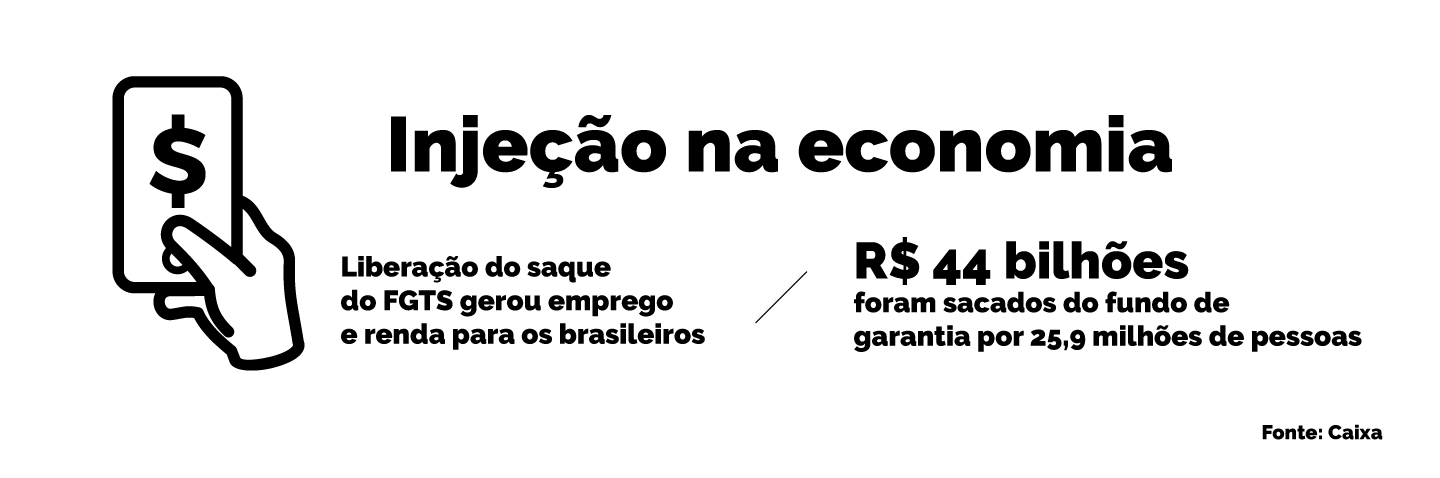 $
Injeção na economia
Liberação do saque
do FGTS gerou emprego
e renda para os brasileiros
R$ 44 bilhões
foram sacados do fundo de
garantia por 25,9 milhões de pessoas
Fonte: Caixa